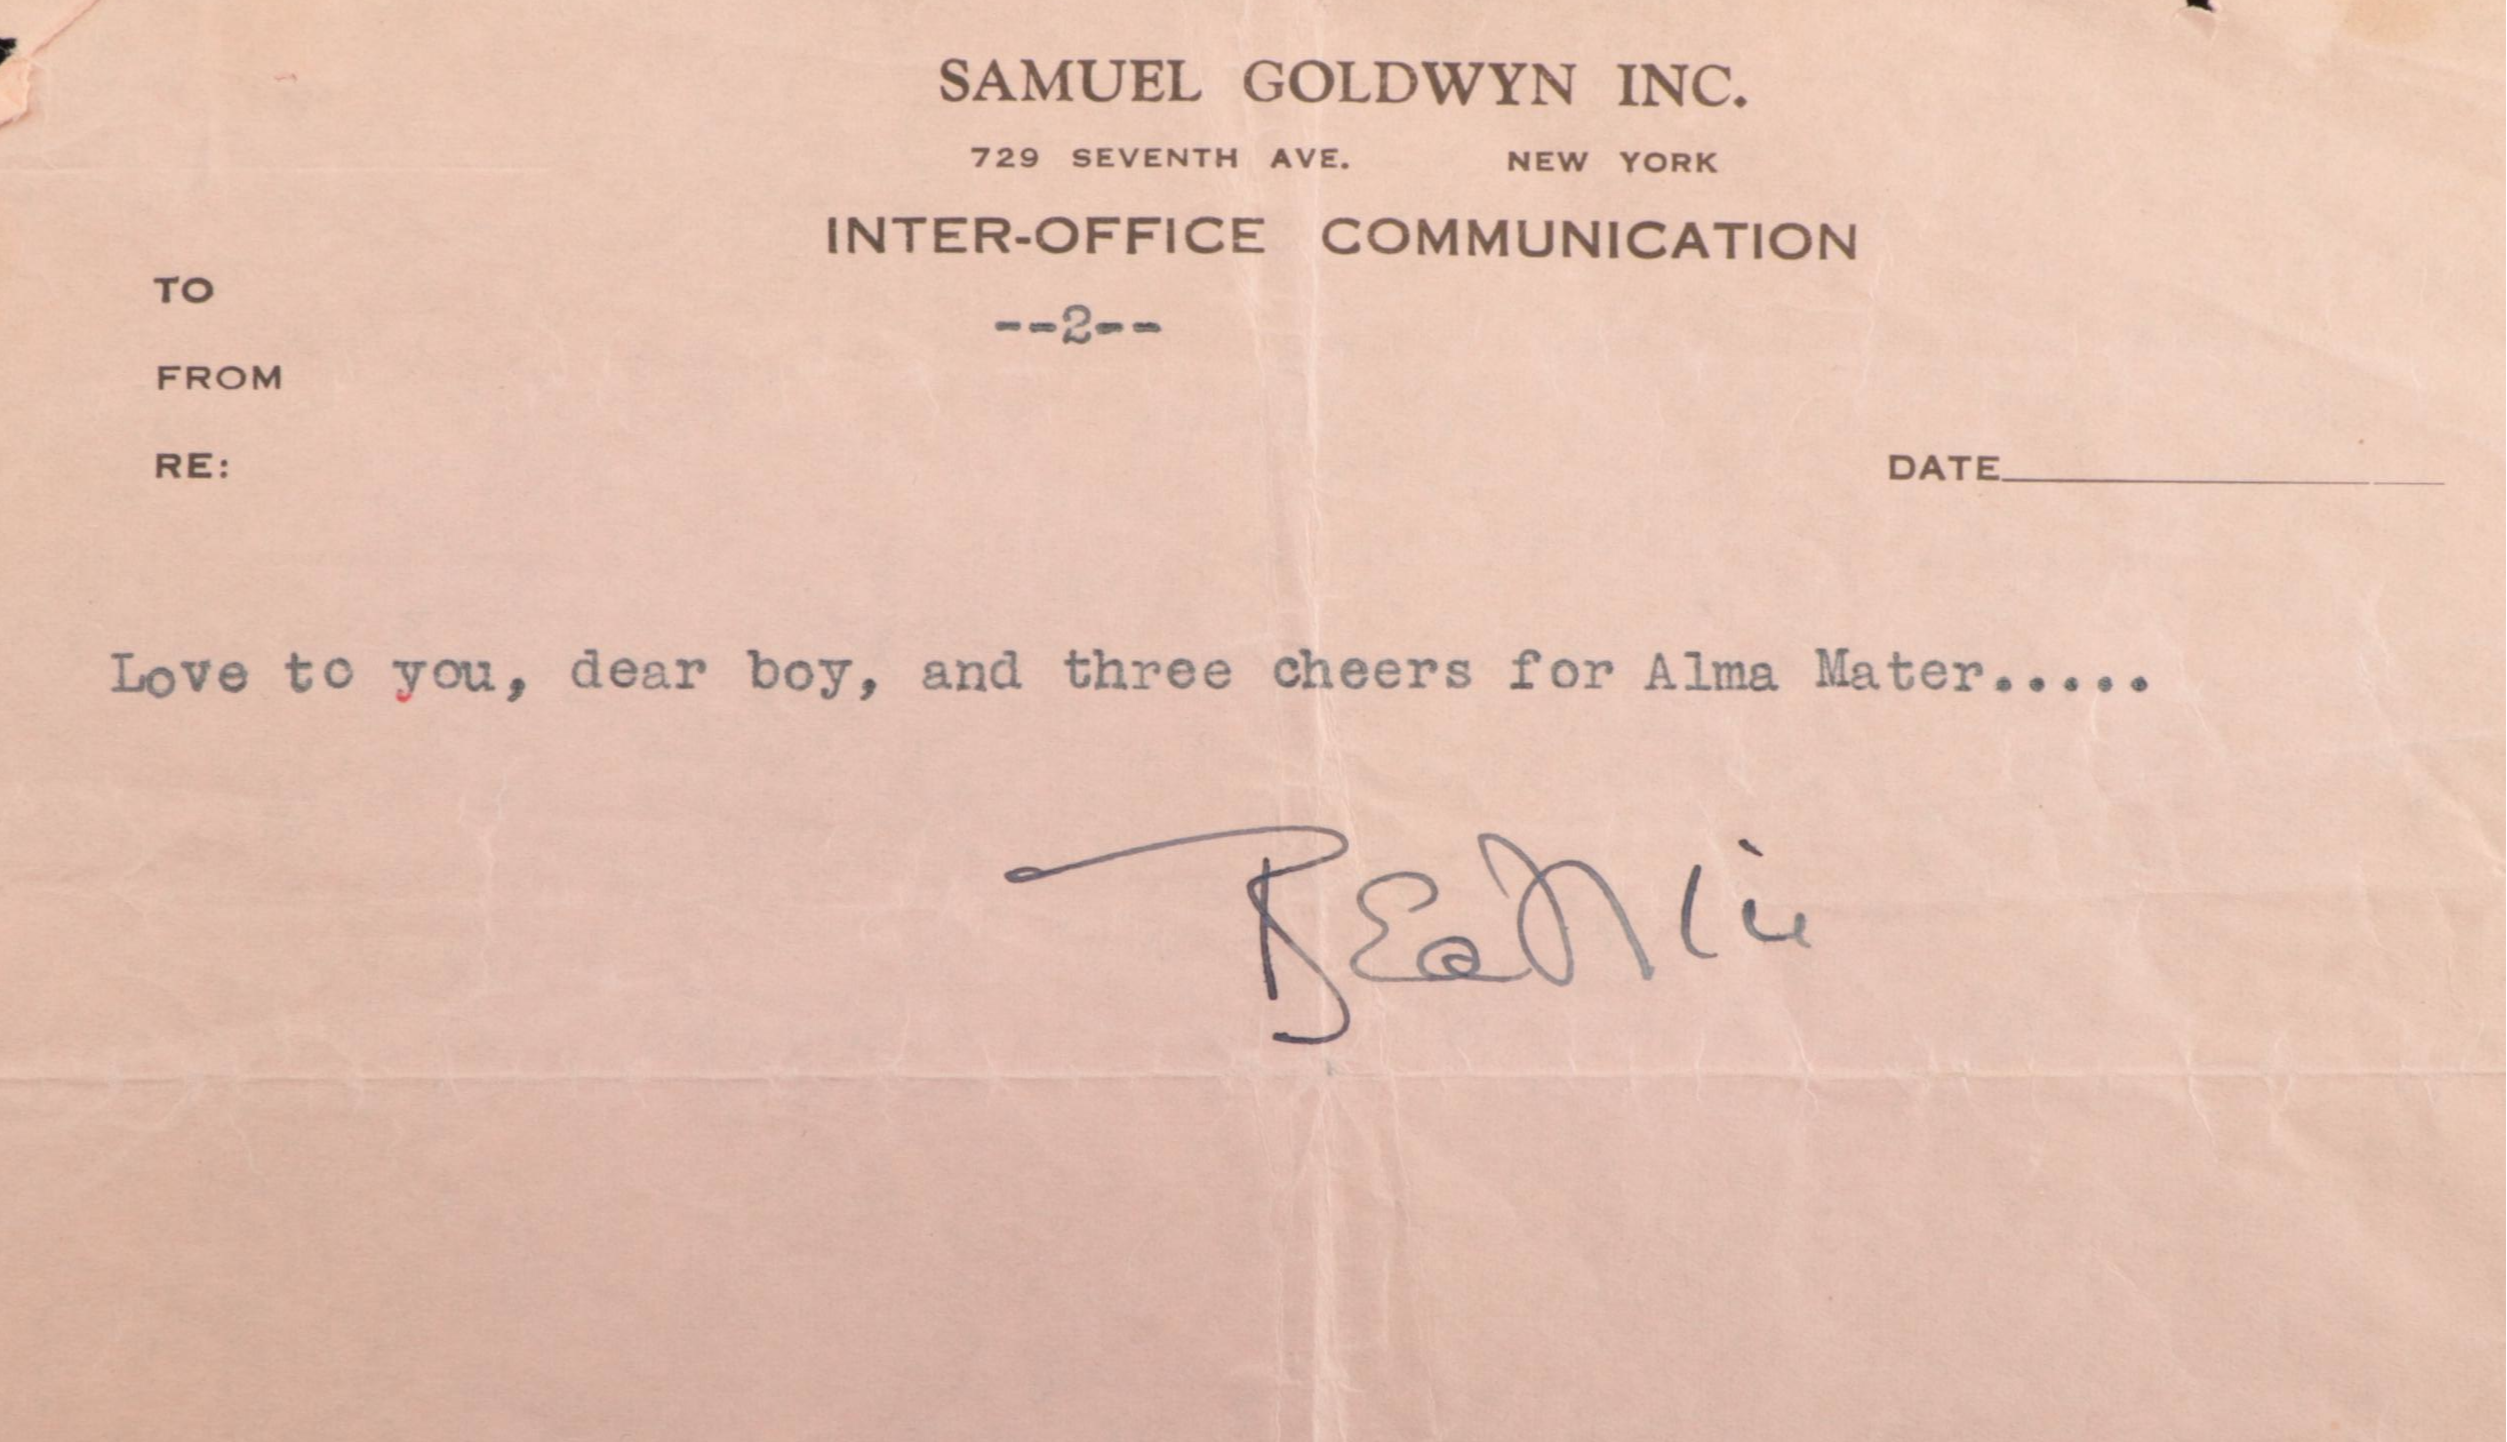 SAMUEL GOLDWYN INC.
729 SEVENTH AVE. NEW YORK
INTER-OFFICE COMMUNICATION
TO
--2--
FROM
RE:
DATE
Love to you, dear boy, and three cheers for Alma Mater.....